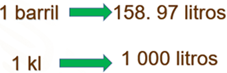 1 barril 158. 97 litros
1 kl 1 000 litros